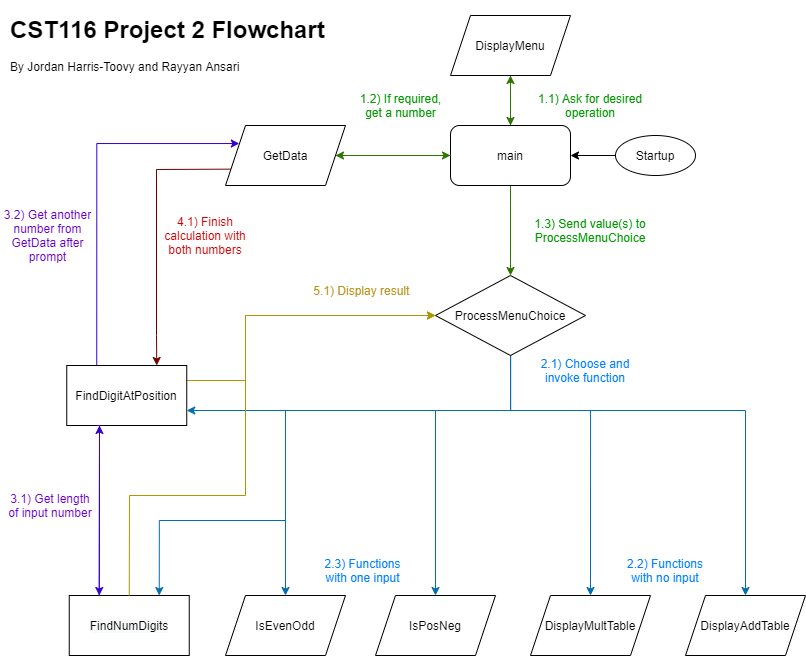 CST116 Project 2 Flowchart
By Jordan Harris-Toovy and Rayyan Ansari
DisplayMenu
1.2) If required,
get a number
1.1) Ask for desired
operation
GetData
main
Startup
3.2) Get another
number from
GetData after
prompt
4.1) Finish
calculation with
both numbers
1.3) Send value(s) to
ProcessMenuChoice
5.1) Display result
ProcessMenuChoice
2.1) Choose and
invoke function
FindDigitAtPosition
3.1) Get length
of input number
2.3) Functions
with one input
2.2) Functions
with no input
FindNumDigits
IsEvenOdd
IsPosNeg
DisplayMultTable
DisplayAddTable